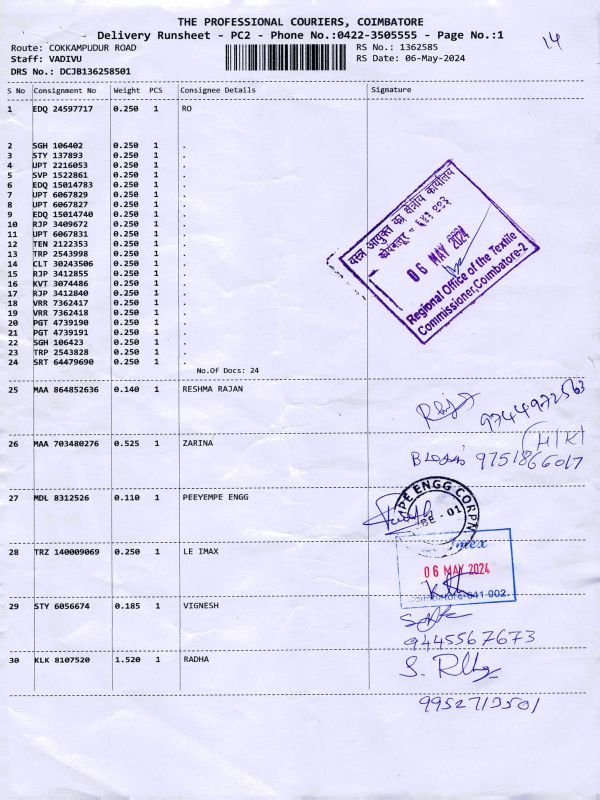 THE PROFESSIONAL COURIERS, COIMBATORE
Delivery Runsheet - PC2 - Phone No.:0422-3505555 - Page No.:1
14
Route: COKKAMPUDUR ROAD RS No.: 1362585
Staff: VADIVU RS Date: 06-May-2024
DRS No.: DCJB136258501
S No Consignment No Weight PCS Consignee Details Signature
1 EDQ 24597717 0.250 1 RO
2 SGH 106402 0.250 1 .
3 STY 137893 0.250 1 .
4 UPT 2216053 0.250 1 .
5 SVP 1522861 0.250 1 .
6 EDQ 15014783 0.250 1 .
7 UPT 6067829 0.250 1 .
8 UPT 6067827 0.250 1 .
9 EDQ 15014740 0.250 1 .
10 RJP 3409672 0.250 1 .
11 UPT 6067831 0.250 1 .
12 TEN 2122353 0.250 1 .
13 TRP 2543998 0.250 1 .
14 CLT 30243506 0.250 1 .
15 RJP 3412855 0.250 1 .
16 KVT 3074486 0.250 1 .
17 RJP 3412840 0.250 1 .
18 VRR 7362417 0.250 1 .
19 VRR 7362418 0.250 1 .
20 PGT 4739190 0.250 1 .
21 PGT 4739191 0.250 1 .
22 SGH 106423 0.250 1 .
23 TRP 2543828 0.250 1 .
24 SRT 64479690 0.250 1 .
No.Of Docs: 24
वस्त्र आयुक्त का क्षेत्रीय कार्यालय
06 MAY 2024
Regional Office of the Textile
Commissioner, Coimbatore-2
25 MAA 864852636 0.140 1 RESHMA RAJAN
9744972563
26 MAA 703480276 0.525 1 ZARINA
9751866017
27 MDL 8312526 0.110 1 PEEYEMPE ENGG
PE ENGG CORPN.
28 TRZ 140009069 0.250 1 LE IMAX
06 MAY 2024
Coimbatore-641 002.
29 STY 6056674 0.185 1 VIGNESH
9445567673
30 KLK 8107520 1.520 1 RADHA
9952713501